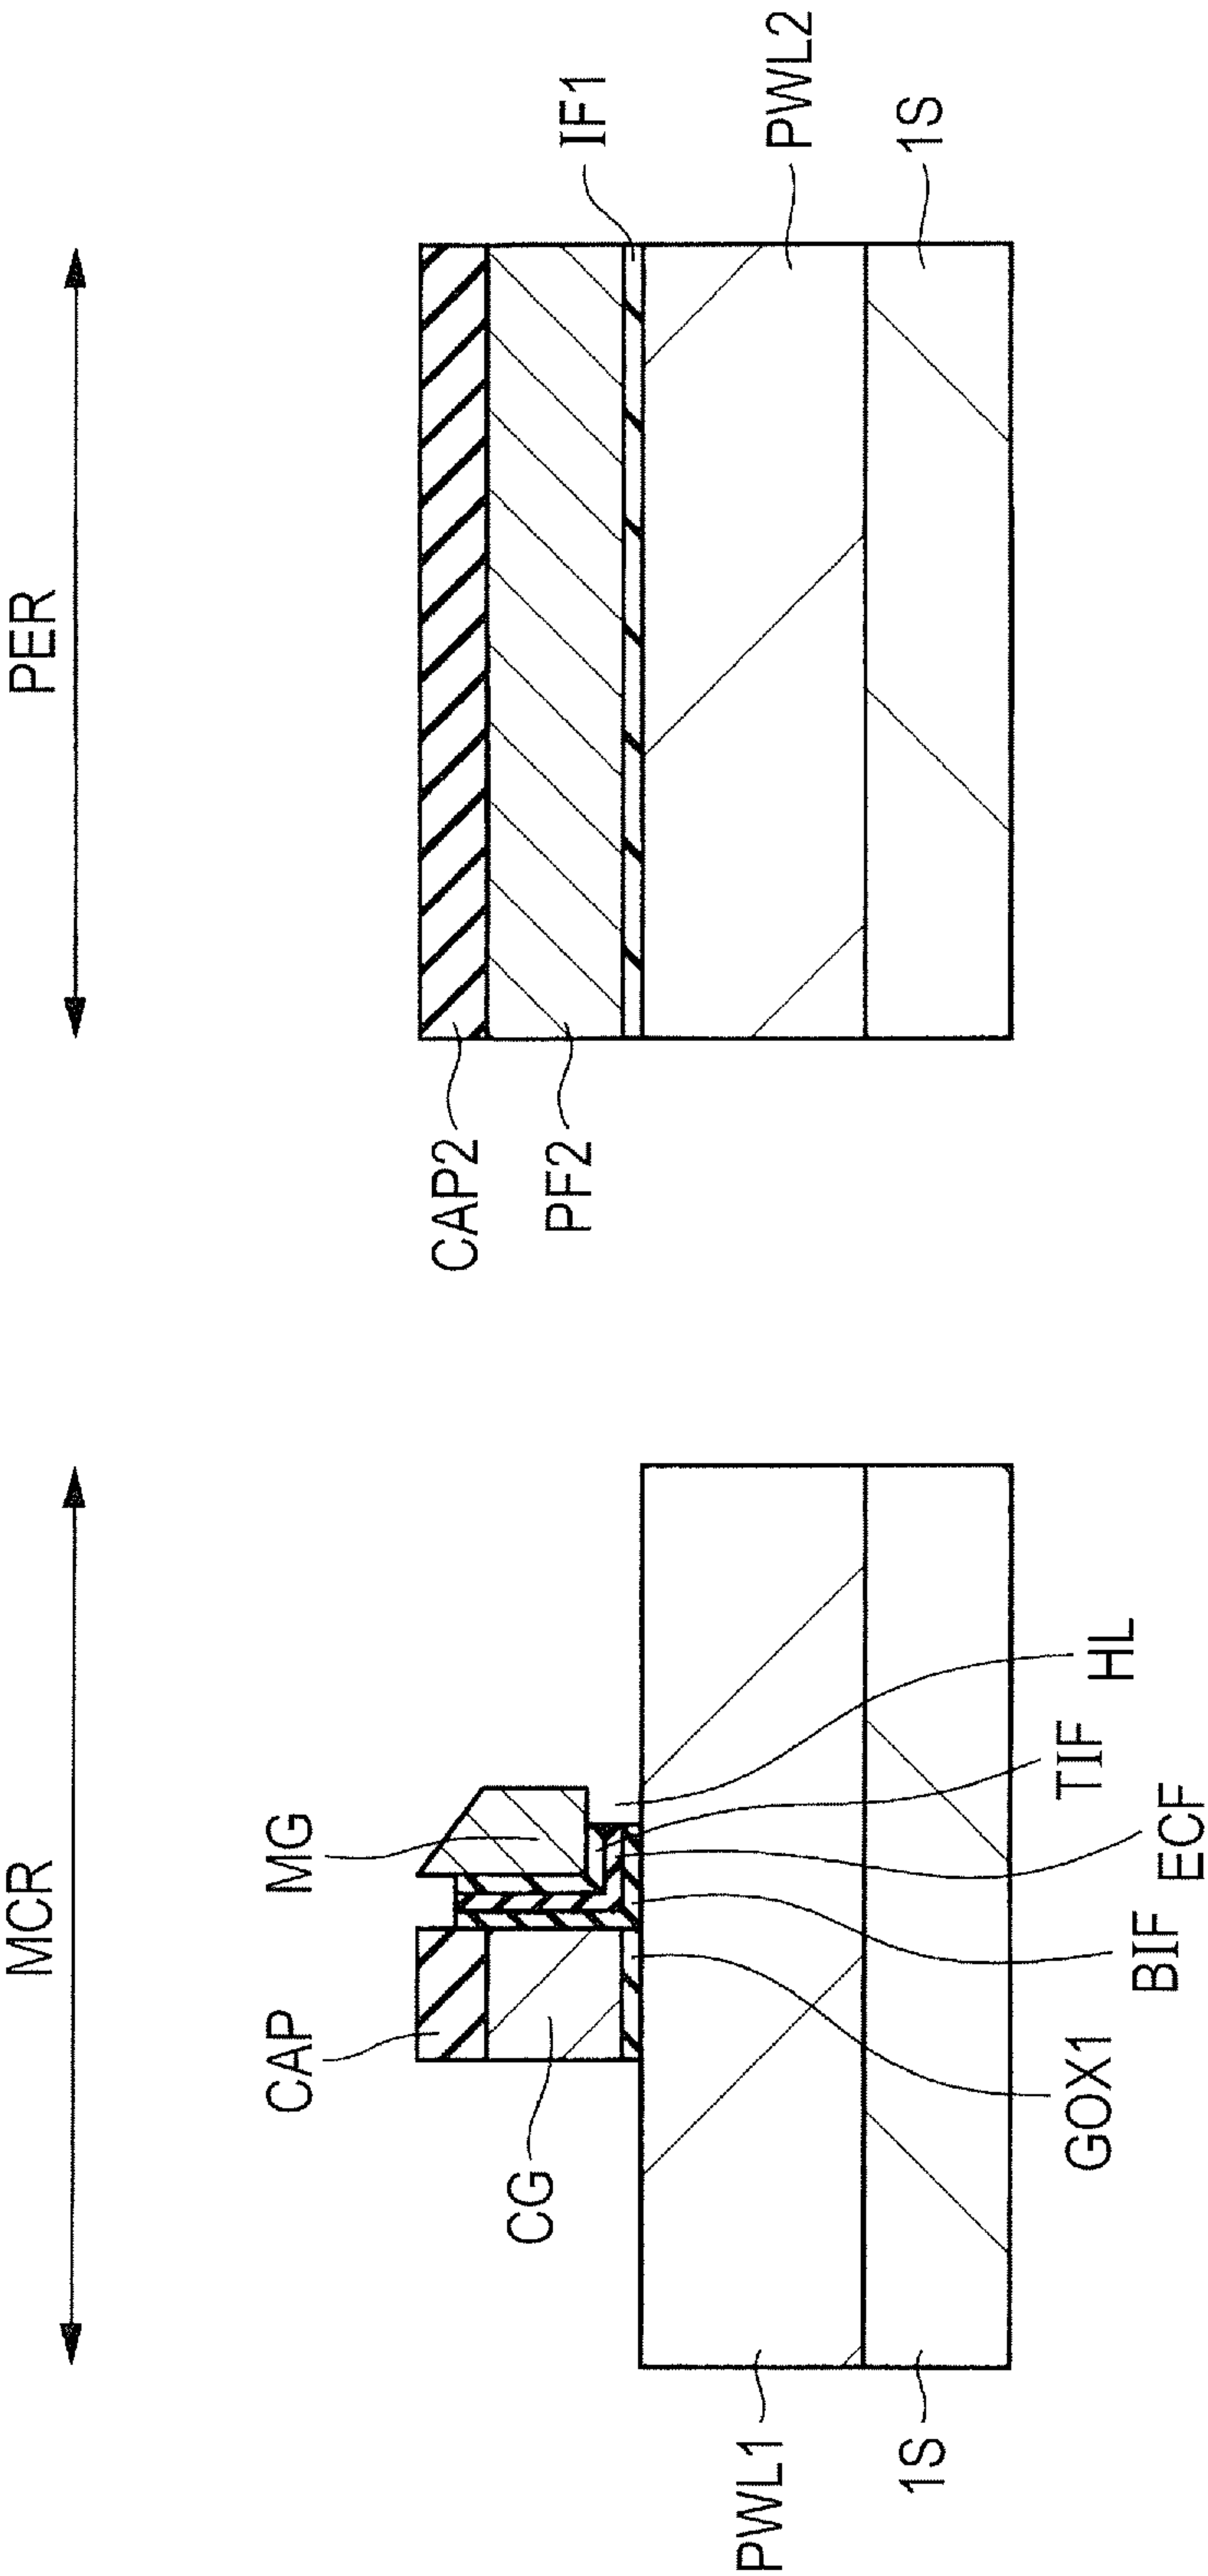 MCR
PER
CAP
MG
CG
CAP2
PF2
IF1
PWL1
PWL2
1S
1S
GOX1
BIF
ECF
TIF
HL